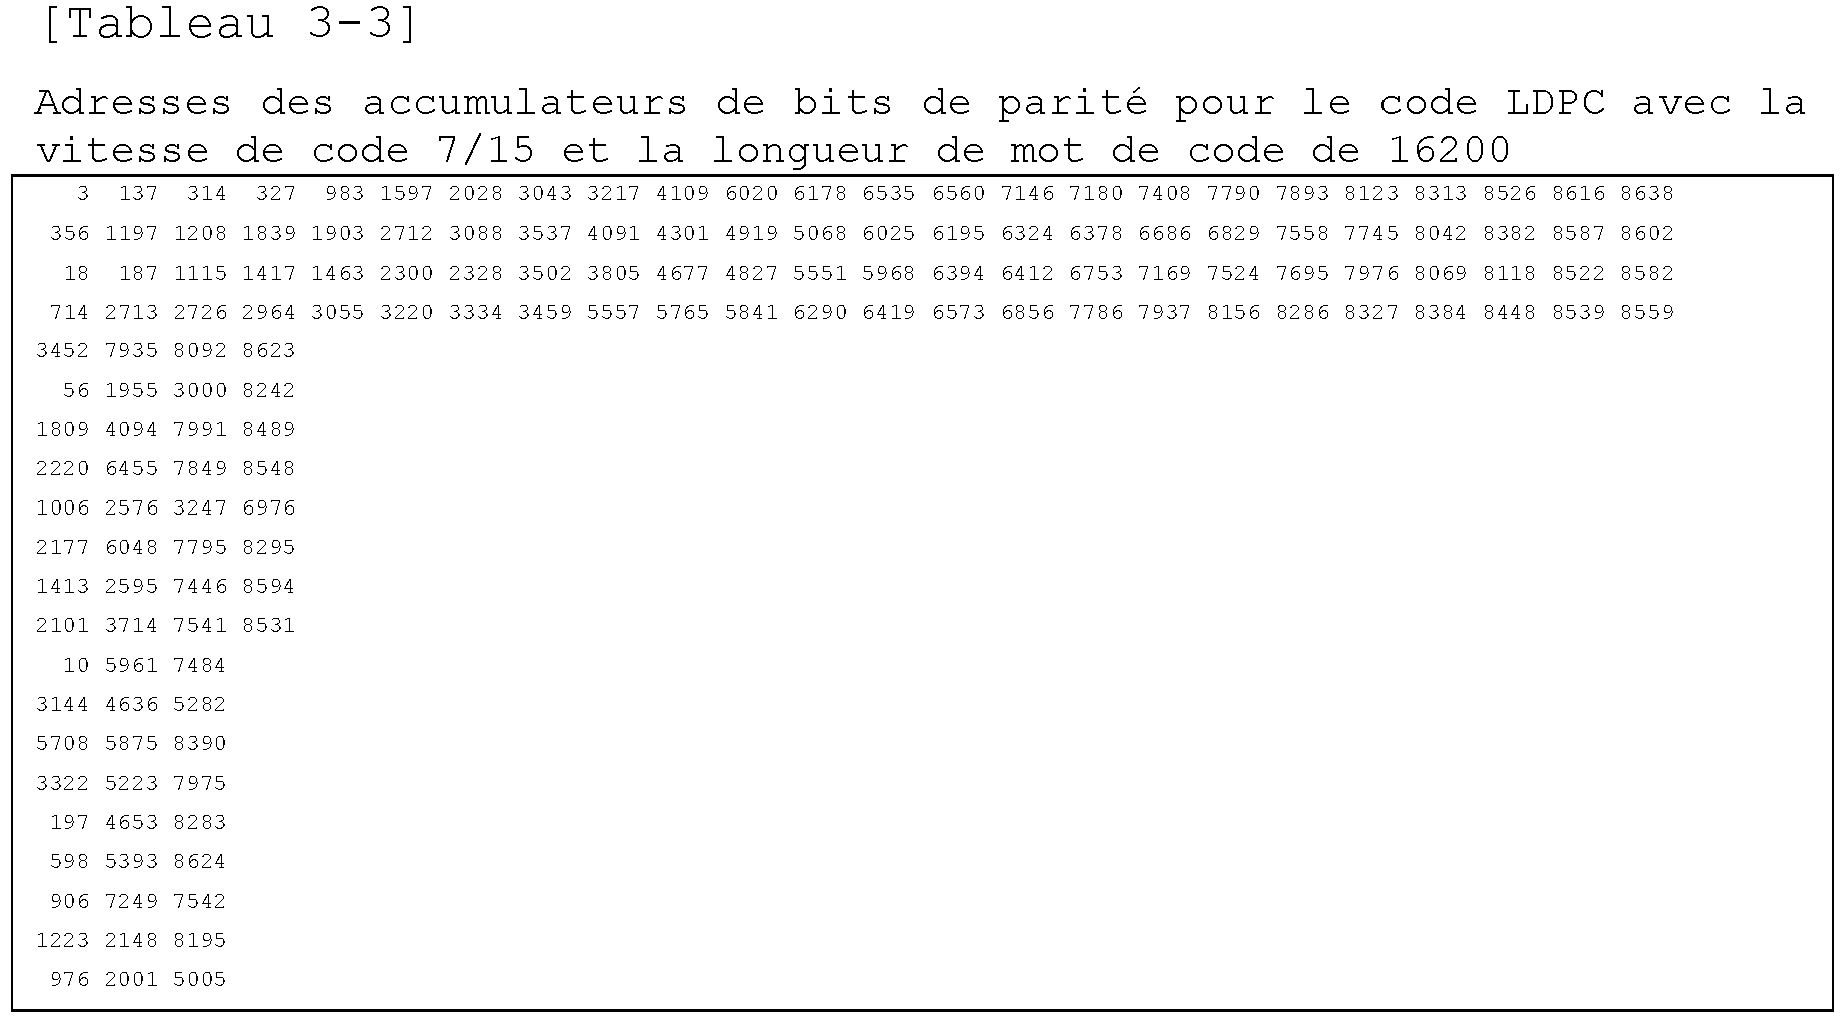 [Tableau 3-3]
Adresses des accumulateurs de bits de parité pour le code LDPC avec la
vitesse de code 7/15 et la longueur de mot de code de 16200
3 137 314 327 983 1597 2028 3043 3217 4109 6020 6178 6535 6560 7146 7180 7408 7790 7893 8123 8313 8526 8616 8638
356 1197 1208 1839 1903 2712 3088 3537 4091 4301 4919 5068 6025 6195 6324 6378 6686 6829 7558 7745 8042 8382 8587 8602
18 187 1115 1417 1463 2300 2328 3502 3805 4677 4827 5551 5968 6394 6412 6753 7169 7524 7695 7976 8069 8118 8522 8582
714 2713 2726 2964 3055 3220 3334 3459 5557 5765 5841 6290 6419 6573 6856 7786 7937 8156 8286 8327 8384 8448 8539 8559
3452 7935 8092 8623
56 1955 3000 8242
1809 4094 7991 8489
2220 6455 7849 8548
1006 2576 3247 6976
2177 6048 7795 8295
1413 2595 7446 8594
2101 3714 7541 8531
10 5961 7484
3144 4636 5282
5708 5875 8390
3322 5223 7975
197 4653 8283
598 5393 8624
906 7249 7542
1223 2148 8195
976 2001 5005